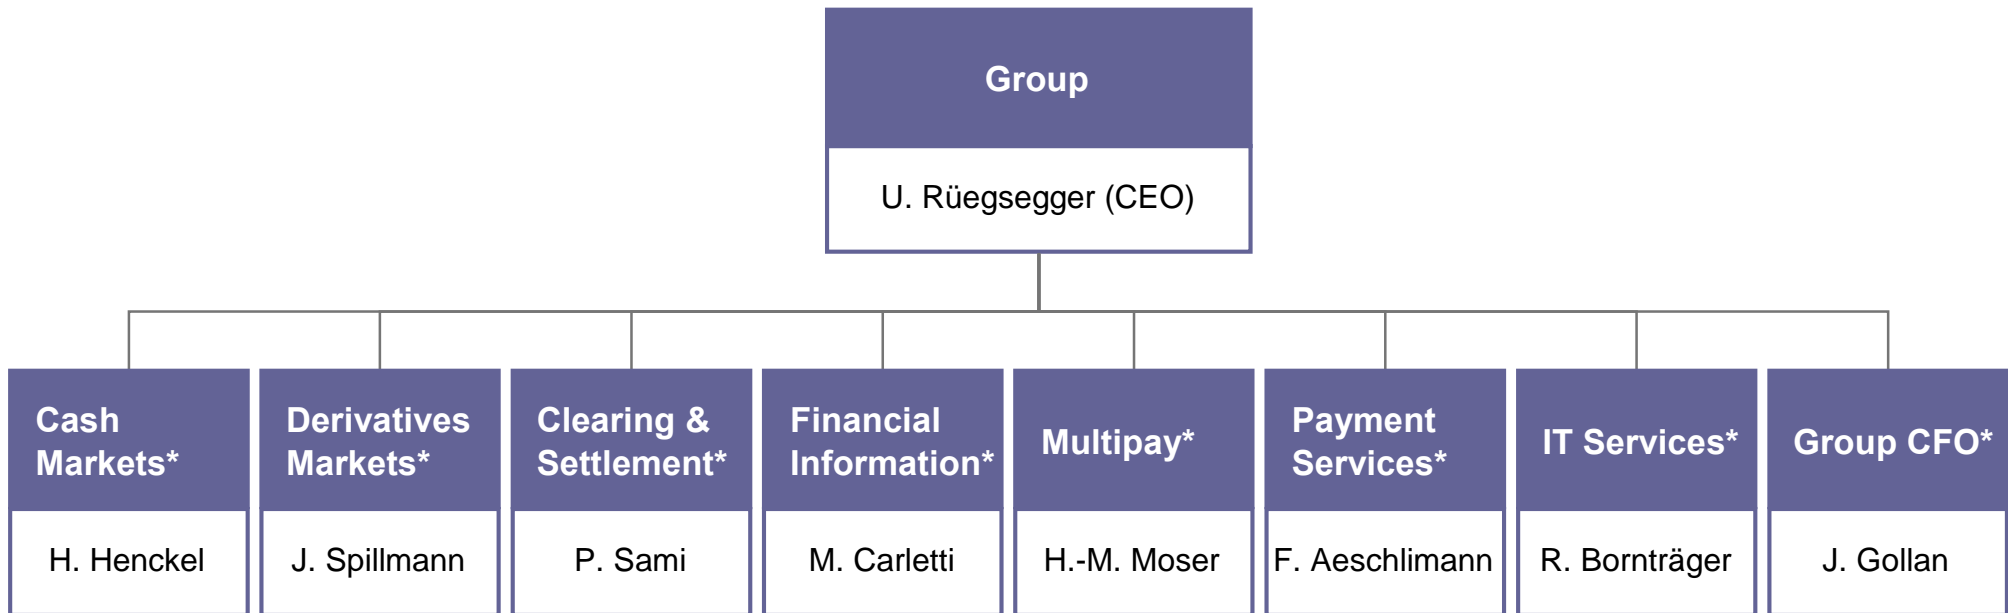 Group
U. Rüegsegger (CEO)
Cash
Markets*
H. Henckel
Derivatives
Markets*
J. Spillmann
Clearing &
Settlement*
P. Sami
Financial
Information*
M. Carletti
Multipay*
H.-M. Moser
Payment
Services*
F. Aeschlimann
IT Services*
R. Bornträger
Group CFO*
J. Gollan